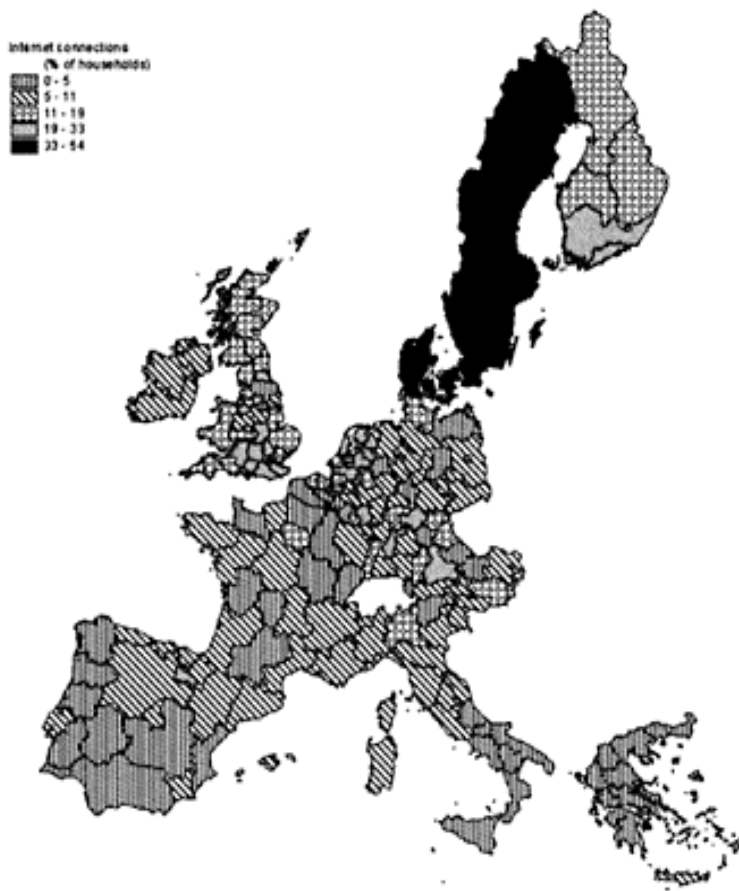 Internet connections
(% of households)
0 - 5
5 - 11
11 - 19
19 - 33
33 - 54